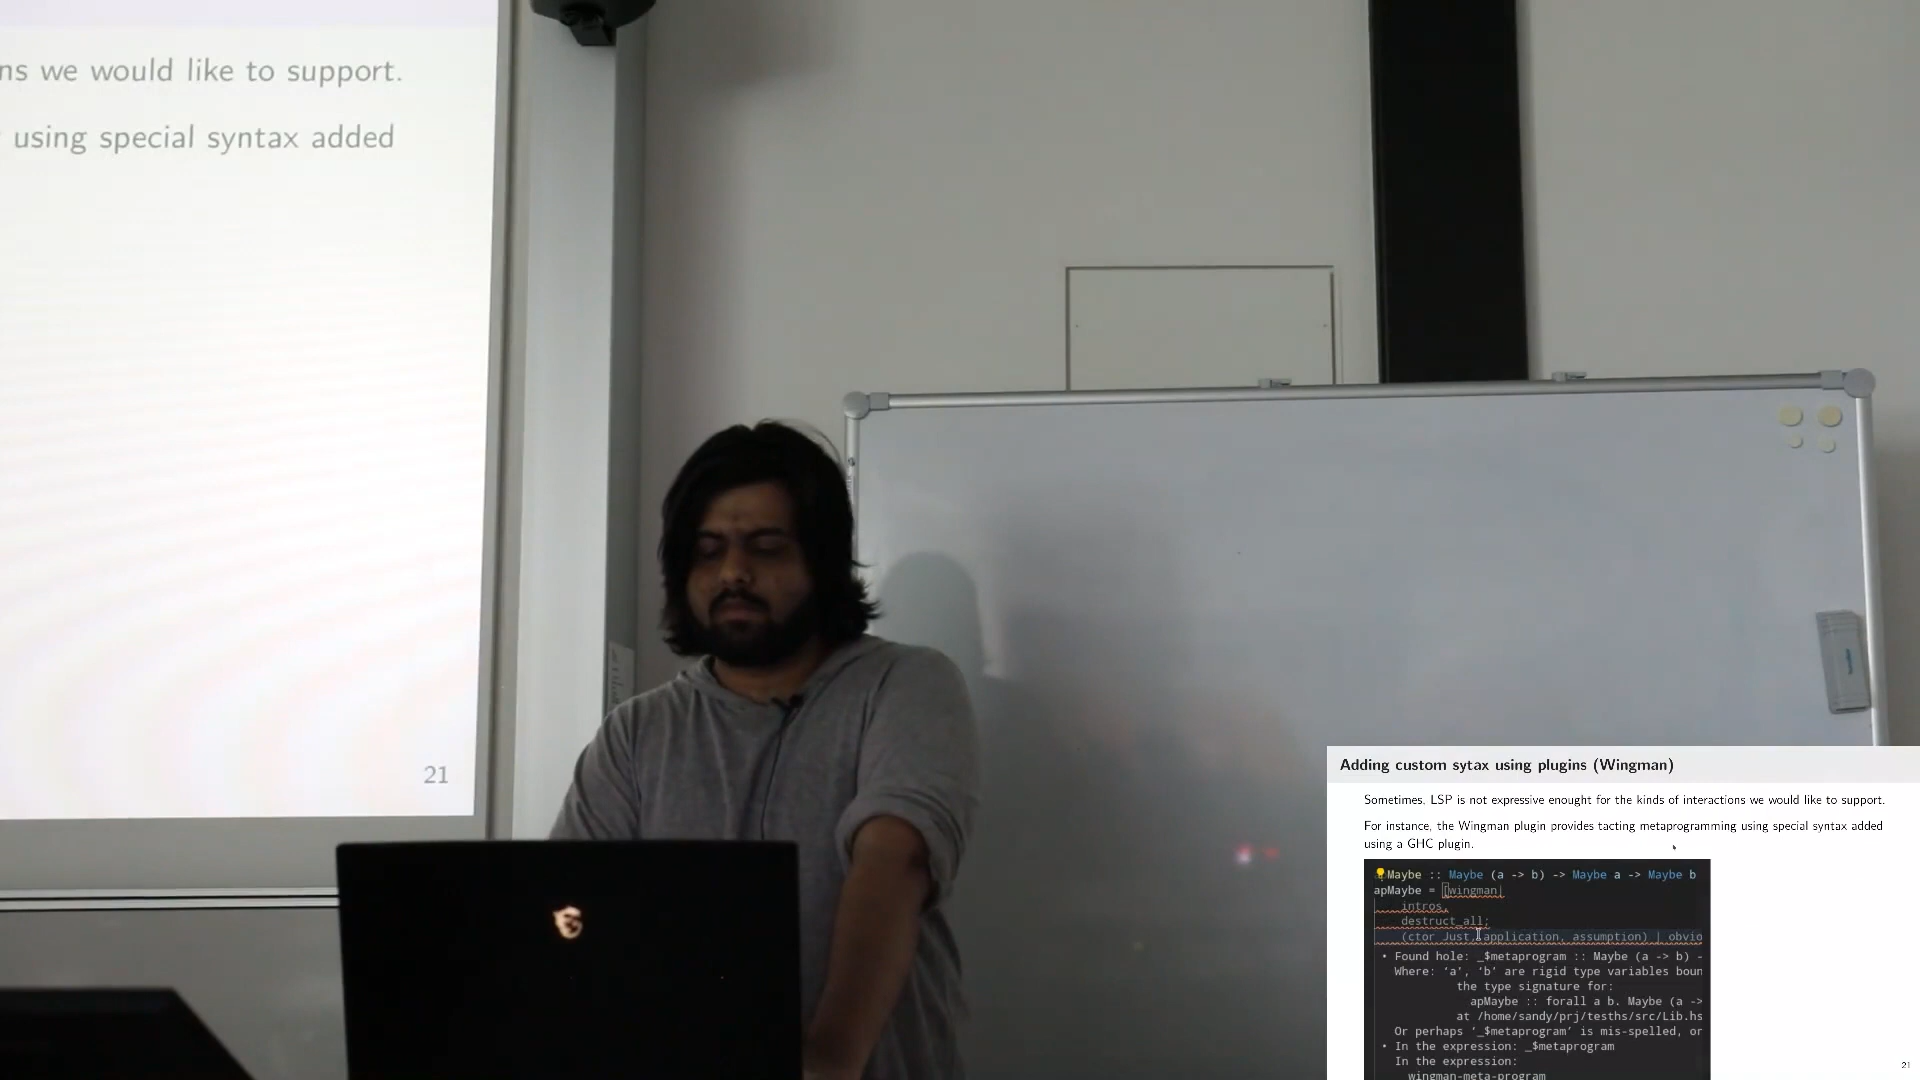 ns we would like to support.
using special syntax added
21
Adding custom sytax using plugins (Wingman)
Sometimes, LSP is not expressive enought for the kinds of interactions we would like to support.
For instance, the Wingman plugin provides tacting metaprogramming using special syntax added
using a GHC plugin.
Maybe :: Maybe (a -> b) -> Maybe a -> Maybe b
apMaybe = [wingman|
intros,
destruct_all;
(ctor Just, application, assumption) | obvio
• Found hole: _$metaprogram :: Maybe (a -> b) -
Where: ‘a’, ‘b’ are rigid type variables boun
the type signature for:
apMaybe :: forall a b. Maybe (a ->
at /home/sandy/prj/tesths/src/Lib.hs
Or perhaps ‘_$metaprogram’ is mis-spelled, or
• In the expression: _$metaprogram
In the expression:
wingman-meta-program
21